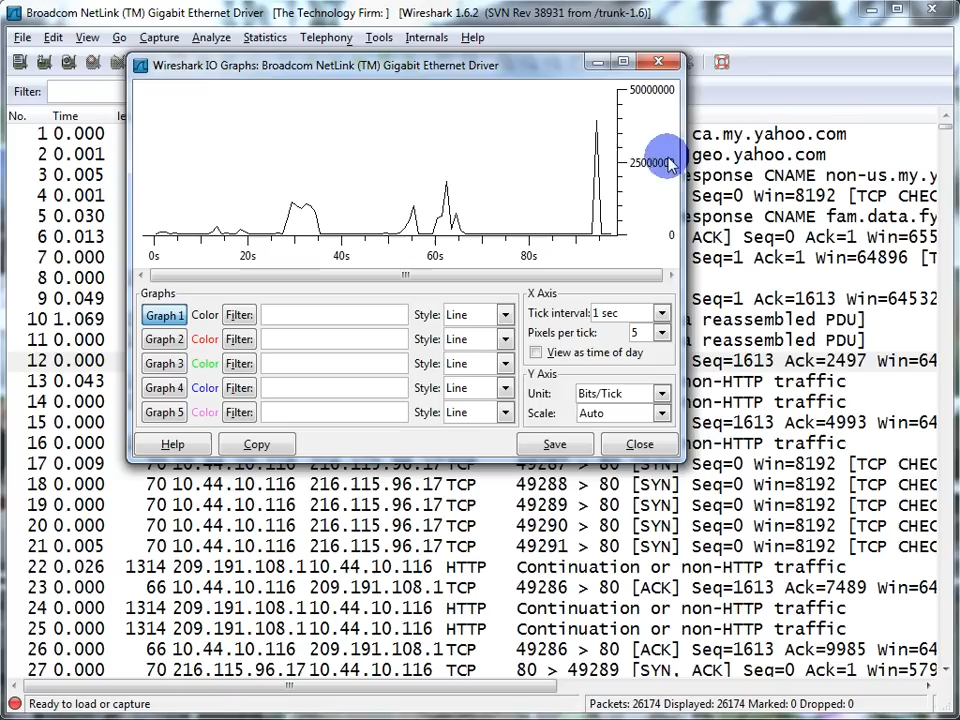 Broadcom NetLink (TM) Gigabit Ethernet Driver [The Technology Firm: ] [Wireshark 1.6.2 (SVN Rev 38931 from /trunk-1.6)]
File Edit View Go Capture Analyze Statistics Telephony Tools Internals Help
Filter:
No. Time le
Wireshark IO Graphs: Broadcom NetLink (TM) Gigabit Ethernet Driver
50000000
0
0s 20s 40s 60s 80s
Graphs
Graph 1 Color Filter: Style: Line
Graph 2 Color Filter: Style: Line
Graph 3 Color Filter: Style: Line
Graph 4 Color Filter: Style: Line
Graph 5 Color Filter: Style: Line
X Axis
Tick interval: 1 sec
Pixels per tick: 5
View as time of day
Y Axis
Unit: Bits/Tick
Scale: Auto
Help Copy Save Close
1 0.000 ca.my.yahoo.com
2 0.001 geo.yahoo.com
3 0.000 esponse CNAME non-us.my.y
4 0.001 Seq=0 Win=8192 [TCP CHEC
5 0.030 esponse CNAME fam.data.fy
6 0.013 ACK] Seq=0 Ack=1 Win=655
7 0.000 Seq=1 Ack=1 Win=64896 [T
8 0.000
9 0.049 Seq=1 Ack=1613 Win=64532
10 1.069 a reassembled PDU]
11 0.000 a reassembled PDU]
12 0.000 Seq=1613 Ack=2497 Win=64
13 0.043 non-HTTP traffic
14 0.000 non-HTTP traffic
15 0.000 Seq=1613 Ack=4993 Win=64
16 0.000 non-HTTP traffic
17 0.009 70 10.44.10.116 216.115.96.17 TCP 49287 > 80 [SYN] Seq=0 Win=8192 [TCP CHEC
18 0.000 70 10.44.10.116 216.115.96.17 TCP 49288 > 80 [SYN] Seq=0 Win=8192 [TCP CHEC
19 0.000 70 10.44.10.116 216.115.96.17 TCP 49289 > 80 [SYN] Seq=0 Win=8192 [TCP CHEC
20 0.000 70 10.44.10.116 216.115.96.17 TCP 49290 > 80 [SYN] Seq=0 Win=8192 [TCP CHEC
21 0.005 70 10.44.10.116 216.115.96.17 TCP 49291 > 80 [SYN] Seq=0 Win=8192 [TCP CHEC
22 0.026 1314 209.191.108.1 10.44.10.116 HTTP Continuation or non-HTTP traffic
23 0.000 66 10.44.10.116 209.191.108.1 TCP 49286 > 80 [ACK] Seq=1613 Ack=7489 Win=64
24 0.000 1314 209.191.108.1 10.44.10.116 HTTP Continuation or non-HTTP traffic
25 0.000 1314 209.191.108.1 10.44.10.116 HTTP Continuation or non-HTTP traffic
26 0.000 66 10.44.10.116 209.191.108.1 TCP 49286 > 80 [ACK] Seq=1613 Ack=9985 Win=64
27 0.000 70 216.115.96.17 10.44.10.116 TCP 80 > 49289 [SYN, ACK] Seq=0 Ack=1 Win=579
Ready to load or capture Packets: 26174 Displayed: 26174 Marked: 0 Dropped: 0